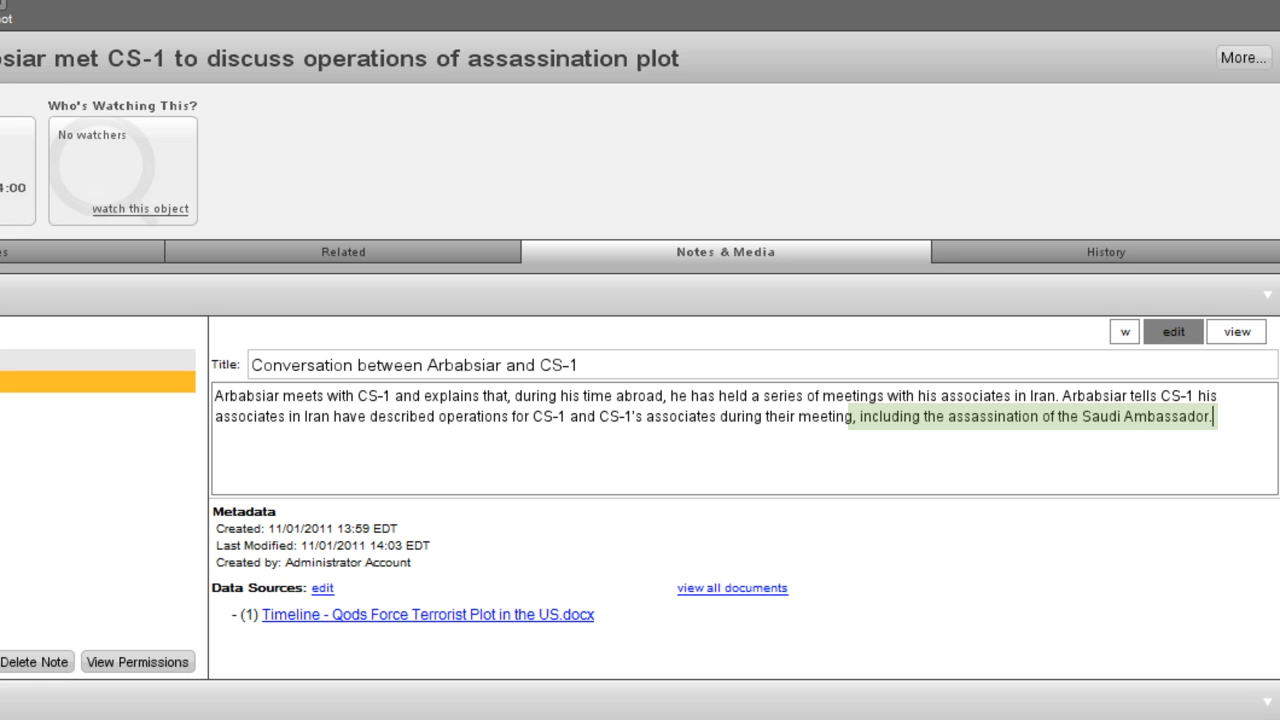 ot
siar met CS-1 to discuss operations of assassination plot
More...
Who's Watching This?
No watchers
4:00
watch this object
es
Related
Notes & Media
History
w
edit
view
Title: Conversation between Arbabsiar and CS-1
Arbabsiar meets with CS-1 and explains that, during his time abroad, he has held a series of meetings with his associates in Iran. Arbabsiar tells CS-1 his
associates in Iran have described operations for CS-1 and CS-1's associates during their meeting, including the assassination of the Saudi Ambassador.
Metadata
Created: 11/01/2011 13:59 EDT
Last Modified: 11/01/2011 14:03 EDT
Created by: Administrator Account
Data Sources: edit
view all documents
- (1) Timeline - Qods Force Terrorist Plot in the US.docx
Delete Note
View Permissions